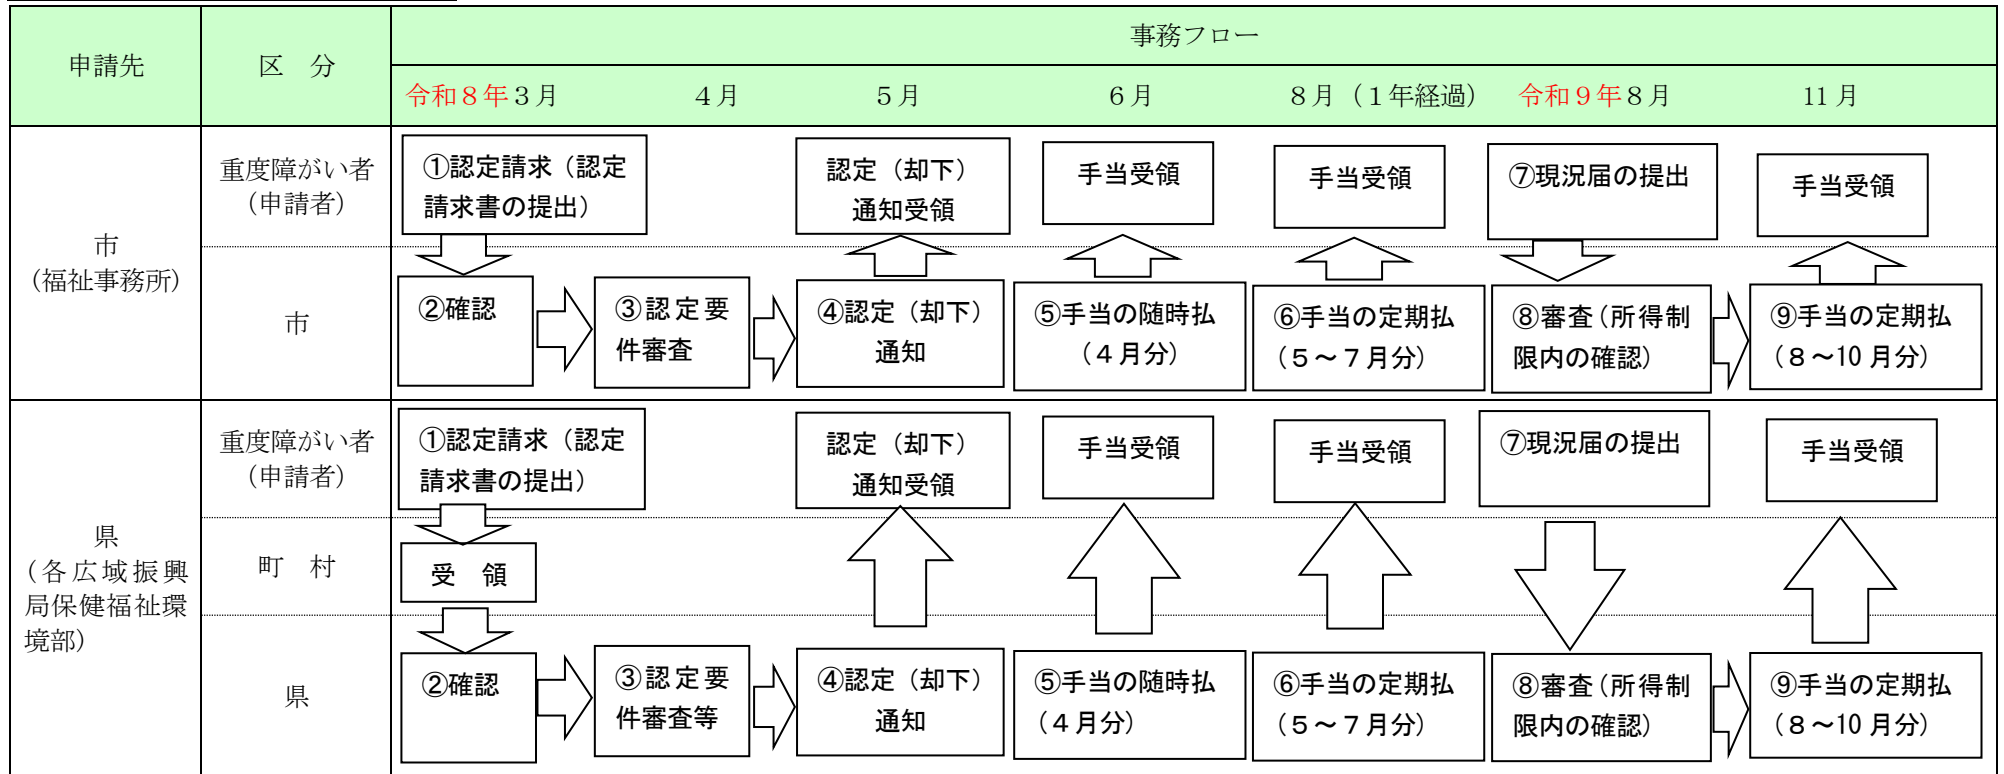 事務フロー
申請先
区　分
令和８年３月
４月
５月
６月
８月（１年経過）
令和９年８月
11月
市
（福祉事務所）
重度障がい者
（申請者）
①認定請求（認定
請求書の提出）
認定（却下）
通知受領
手当受領
手当受領
⑦現況届の提出
手当受領
市
②確認
③認定要
件審査
④認定（却下）
通知
⑤手当の随時払
（４月分）
⑥手当の定期払
（５～７月分）
⑧審査（所得制
限内の確認）
⑨手当の定期払
（８～10月分）
県
（各広域振興
局保健福祉環
境部）
重度障がい者
（申請者）
①認定請求（認定
請求書の提出）
認定（却下）
通知受領
手当受領
手当受領
⑦現況届の提出
手当受領
町　村
受　領
県
②確認
③認定要
件審査等
④認定（却下）
通知
⑤手当の随時払
（４月分）
⑥手当の定期払
（５～７月分）
⑧審査（所得制
限内の確認）
⑨手当の定期払
（８～10月分）